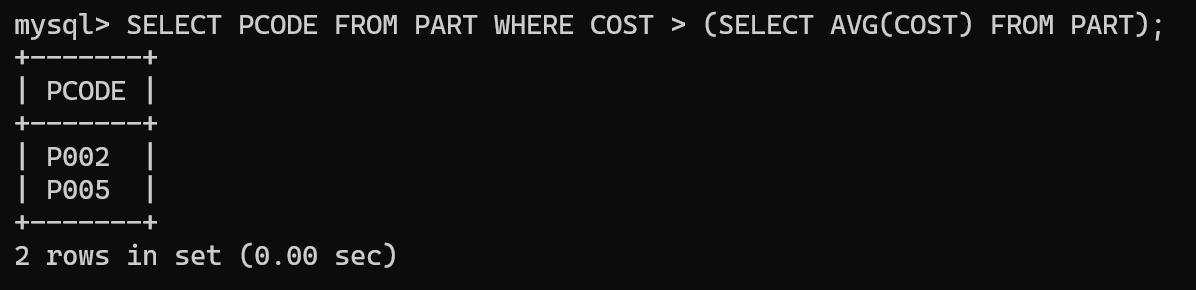 mysql> SELECT PCODE FROM PART WHERE COST > (SELECT AVG(COST) FROM PART);
+-------+
| PCODE |
+-------+
| P002  |
| P005  |
+-------+
2 rows in set (0.00 sec)